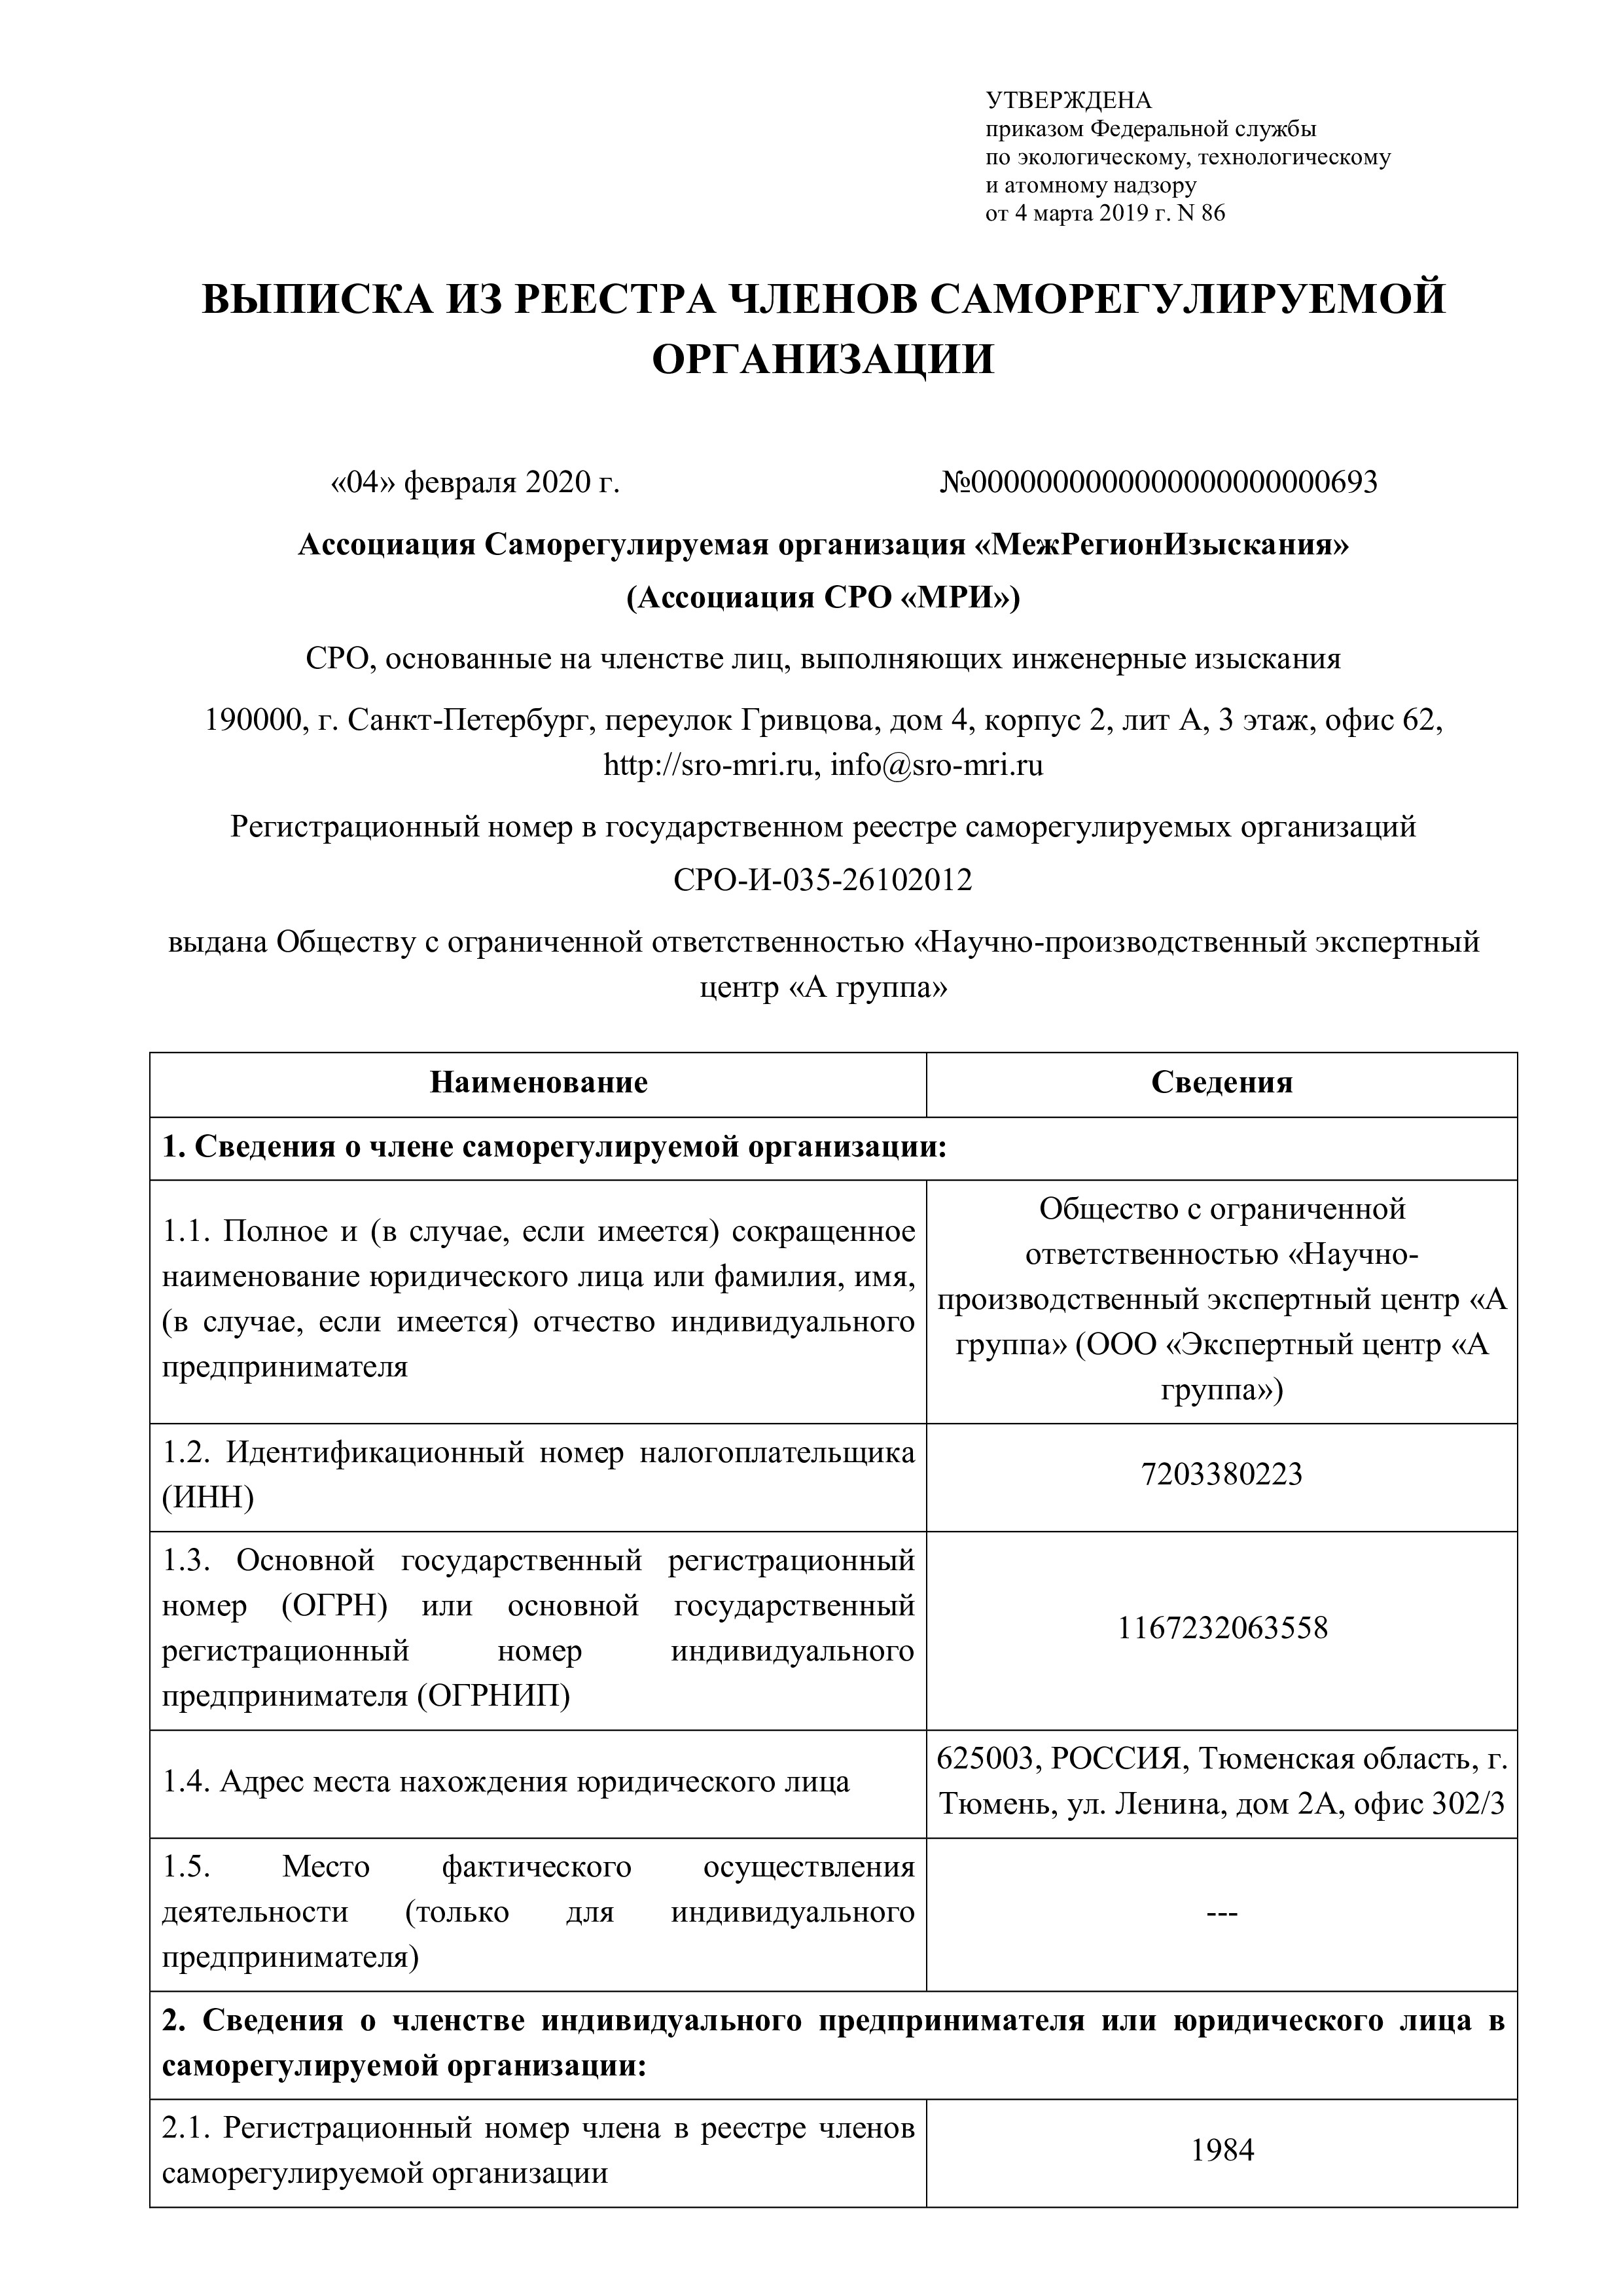 УТВЕРЖДЕНА
приказом Федеральной службы
по экологическому, технологическому
и атомному надзору
от 4 марта 2019 г. N 86
ВЫПИСКА ИЗ РЕЕСТРА ЧЛЕНОВ САМОРЕГУЛИРУЕМОЙ
ОРГАНИЗАЦИИ
«04» февраля 2020 г. №0000000000000000000000693
Ассоциация Саморегулируемая организация «МежРегионИзыскания»
(Ассоциация СРО «МРИ»)
СРО, основанные на членстве лиц, выполняющих инженерные изыскания
190000, г. Санкт-Петербург, переулок Гривцова, дом 4, корпус 2, лит А, 3 этаж, офис 62,
http://sro-mri.ru, info@sro-mri.ru
Регистрационный номер в государственном реестре саморегулируемых организаций
СРО-И-035-26102012
выдана Обществу с ограниченной ответственностью «Научно-производственный экспертный
центр «А группа»
Наименование
Сведения
1. Сведения о члене саморегулируемой организации:
1.1. Полное и (в случае, если имеется) сокращенное
наименование юридического лица или фамилия, имя,
(в случае, если имеется) отчество индивидуального
предпринимателя
Общество с ограниченной
ответственностью «Научно-
производственный экспертный центр «А
группа» (ООО «Экспертный центр «А
группа»)
1.2. Идентификационный номер налогоплательщика
(ИНН)
7203380223
1.3. Основной государственный регистрационный
номер (ОГРН) или основной государственный
регистрационный номер индивидуального
предпринимателя (ОГРНИП)
1167232063558
1.4. Адрес места нахождения юридического лица
625003, РОССИЯ, Тюменская область, г.
Тюмень, ул. Ленина, дом 2А, офис 302/3
1.5. Место фактического осуществления
деятельности (только для индивидуального
предпринимателя)
---
2. Сведения о членстве индивидуального предпринимателя или юридического лица в
саморегулируемой организации:
2.1. Регистрационный номер члена в реестре членов
саморегулируемой организации
1984